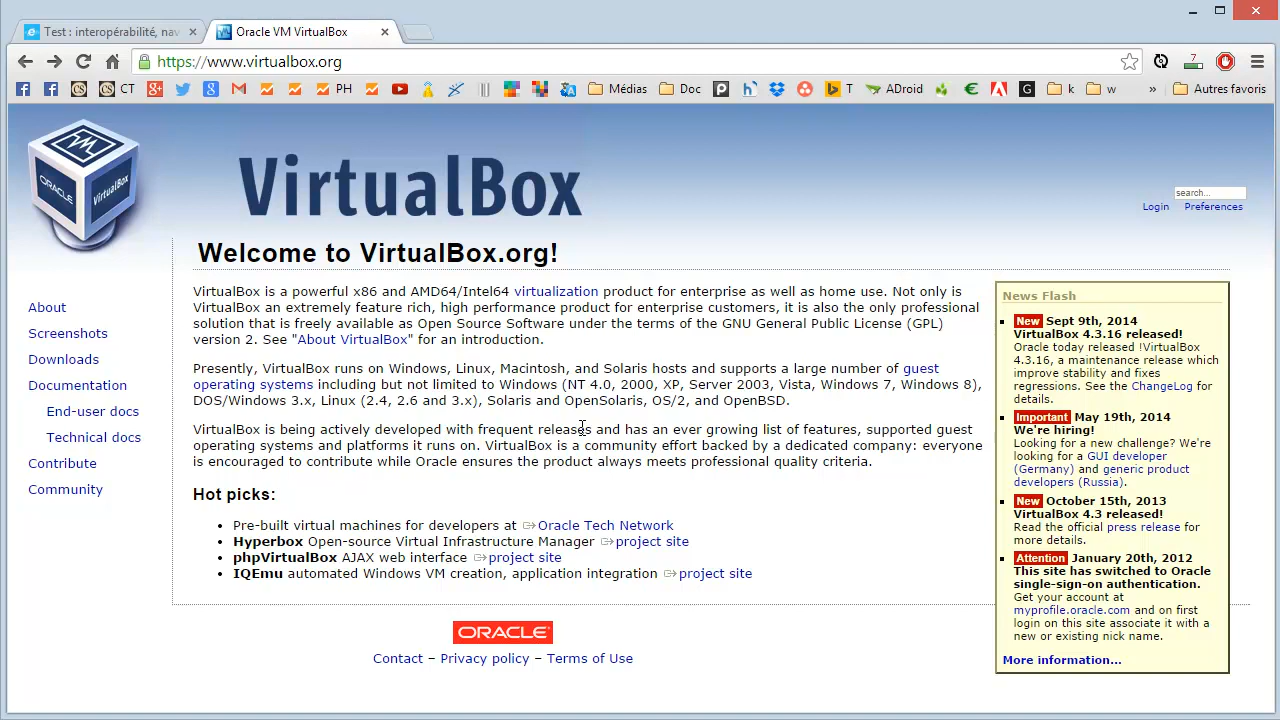 Test : interopérabilité, nav
Oracle VM VirtualBox
https://www.virtualbox.org
CT
PH
Médias
Doc
T
ADroid
k
w
Autres favoris
ORACLE
VirtualBox
VirtualBox
search...
Login Preferences
Welcome to VirtualBox.org!
About
Screenshots
Downloads
Documentation
End-user docs
Technical docs
Contribute
Community
VirtualBox is a powerful x86 and AMD64/Intel64 virtualization product for enterprise as well as home use. Not only is
VirtualBox an extremely feature rich, high performance product for enterprise customers, it is also the only professional
solution that is freely available as Open Source Software under the terms of the GNU General Public License (GPL)
version 2. See "About VirtualBox" for an introduction.
Presently, VirtualBox runs on Windows, Linux, Macintosh, and Solaris hosts and supports a large number of guest
operating systems including but not limited to Windows (NT 4.0, 2000, XP, Server 2003, Vista, Windows 7, Windows 8),
DOS/Windows 3.x, Linux (2.4, 2.6 and 3.x), Solaris and OpenSolaris, OS/2, and OpenBSD.
VirtualBox is being actively developed with frequent releases and has an ever growing list of features, supported guest
operating systems and platforms it runs on. VirtualBox is a community effort backed by a dedicated company: everyone
is encouraged to contribute while Oracle ensures the product always meets professional quality criteria.
Hot picks:
• Pre-built virtual machines for developers at Oracle Tech Network
• Hyperbox Open-source Virtual Infrastructure Manager project site
• phpVirtualBox AJAX web interface project site
• IQEmu automated Windows VM creation, application integration project site
News Flash
New Sept 9th, 2014
VirtualBox 4.3.16 released!
Oracle today released !VirtualBox
4.3.16, a maintenance release which
improve stability and fixes
regressions. See the ChangeLog for
details.
Important May 19th, 2014
We're hiring!
Looking for a new challenge? We're
looking for a GUI developer
(Germany) and generic product
developers (Russia).
New October 15th, 2013
VirtualBox 4.3 released!
Read the official press release for
more details.
Attention January 20th, 2012
This site has switched to Oracle
single-sign-on authentication.
Get your account at
myprofile.oracle.com and on first
login on this site associate it with a
new or existing nick name.
More information...
ORACLE
Contact – Privacy policy – Terms of Use